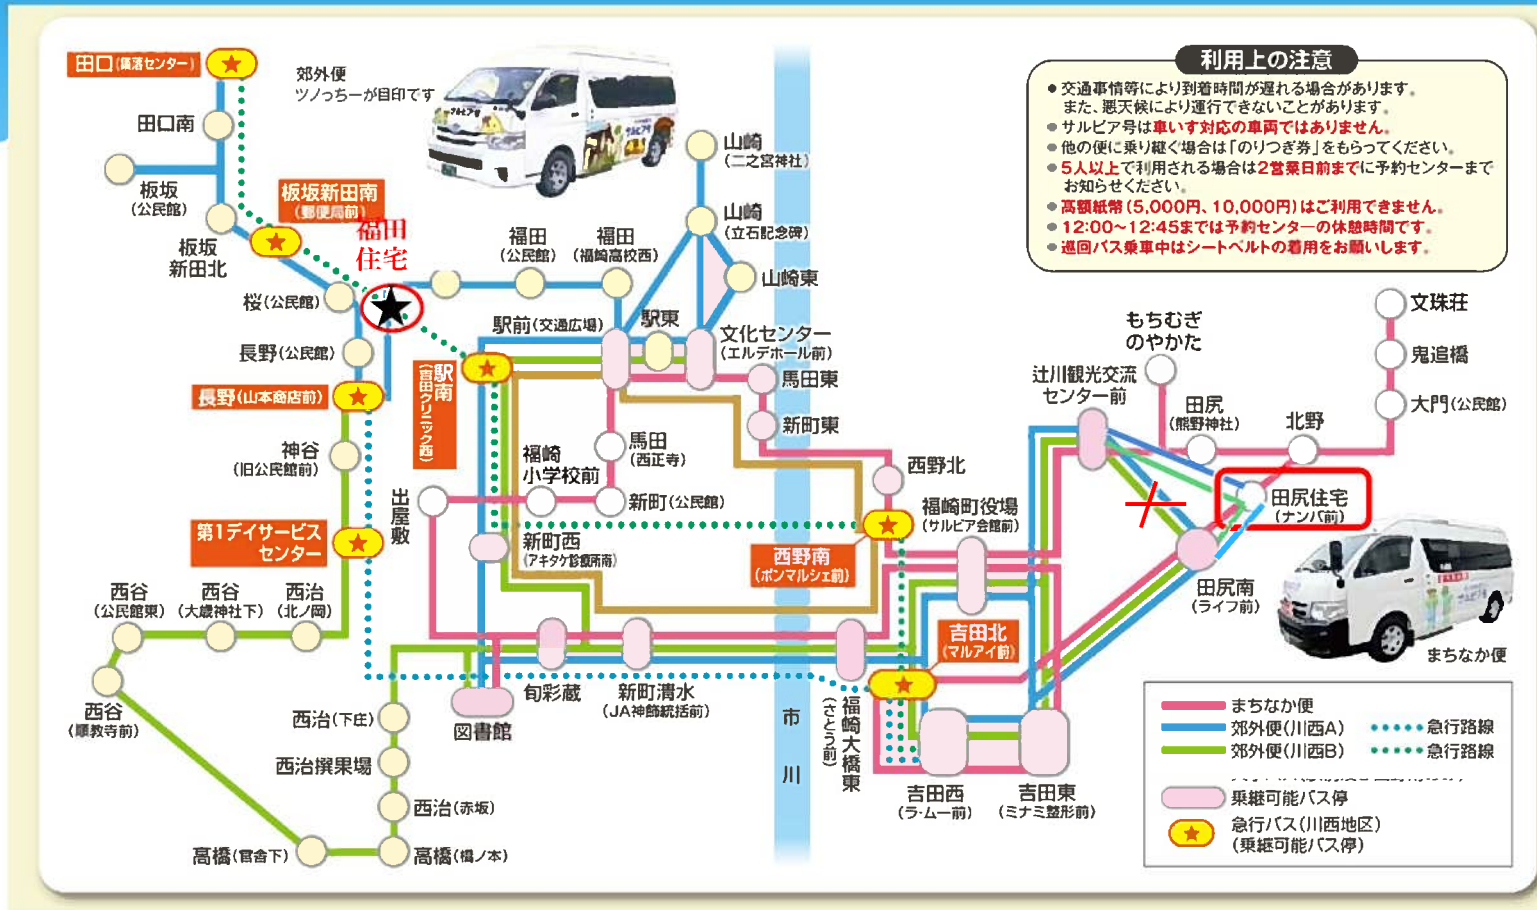 田口(集落センター)
田口南
板坂
(公民館)
板坂新田南
(郵便局前)
板坂
新田北
福田
住宅
桜(公民館)
長野(公民館)
長野(山本商店前)
神谷
(旧公民館前)
第1デイサービス
センター
西谷
(公民館東)
西谷
(大歳神社下)
西治
(北ノ岡)
西谷
(順教寺前)
高橋(官舎下)
高橋(橋ノ本)
西治(赤坂)
西治撰果場
西治(下庄)
郊外便
ツノっちーが目印です
サルビア号
福田
(公民館)
福田
(福崎高校西)
山崎
(二之宮神社)
山崎
(立石記念碑)
山崎東
駅前(交通広場)
駅東
文化センター
(エルデホール前)
駅南
(吉田クリニック西)
馬田東
新町東
馬田
(西正寺)
福崎
小学校前
新町(公民館)
出屋敷
新町西
(アキタケ診療所南)
西野北
福崎町役場
(サルビア会館前)
西野南
(ボンマルシェ前)
旬彩蔵
新町渭水
(JA神飾統括前)
図書館
市川
福崎大橋東
(さとう前)
吉田北
(マルアイ前)
吉田西
(ラ・ムー前)
吉田東
(ミナミ整形前)
辻川観光交流
センター前
もちむぎ
のやかた
田尻
(熊野神社)
北野
文珠荘
鬼追橋
大門(公民館)
田尻住宅
(ナンバ前)
田尻南
(ライフ前)
まちなか便
利用上の注意
●交通事情等により到着時間が遅れる場合があります。
また、悪天候により運行できないことがあります。
●サルビア号は車いす対応の車両ではありません。
●他の便に乗り継ぐ場合は「のりつぎ券」をもらってください。
●5人以上で利用される場合は2営業日前までに予約センターまで
お知らせください。
●高額紙幣(5,000円、10,000円)はご利用できません。
●12:00~12:45までは予約センターの休憩時間です。
●巡回バス乗車中はシートベルトの着用をお願いします。
まちなか便
郊外便(川西A) 急行路線
郊外便(川西B) 急行路線
乗継可能バス停
急行バス(川西地区)
(乗継可能バス停)